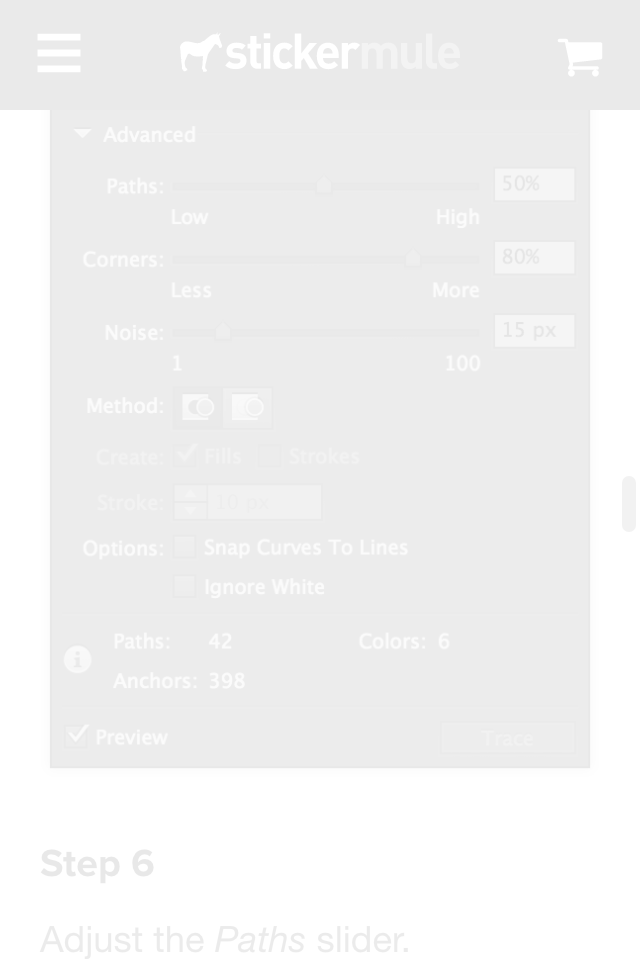 stickermule
Advanced
Paths: 50%
Low High
Corners: 80%
Less More
Noise: 15 px
1 100
Method:
Create: Fills Strokes
Stroke: 10 px
Options: Snap Curves To Lines
Ignore White
Paths: 42 Colors: 6
Anchors: 398
Preview Trace
Step 6
Adjust the Paths slider.